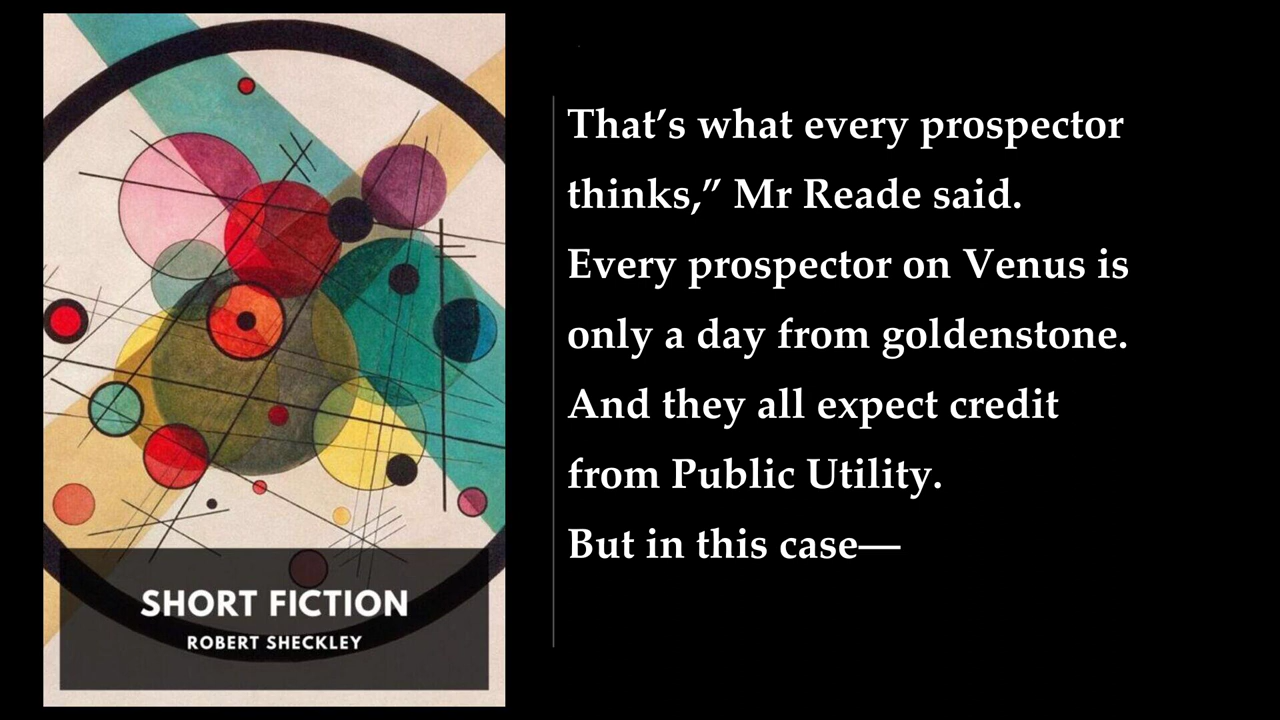 SHORT FICTION
ROBERT SHECKLEY
That’s what every prospector
thinks,” Mr Reade said.
Every prospector on Venus is
only a day from goldenstone.
And they all expect credit
from Public Utility.
But in this case—